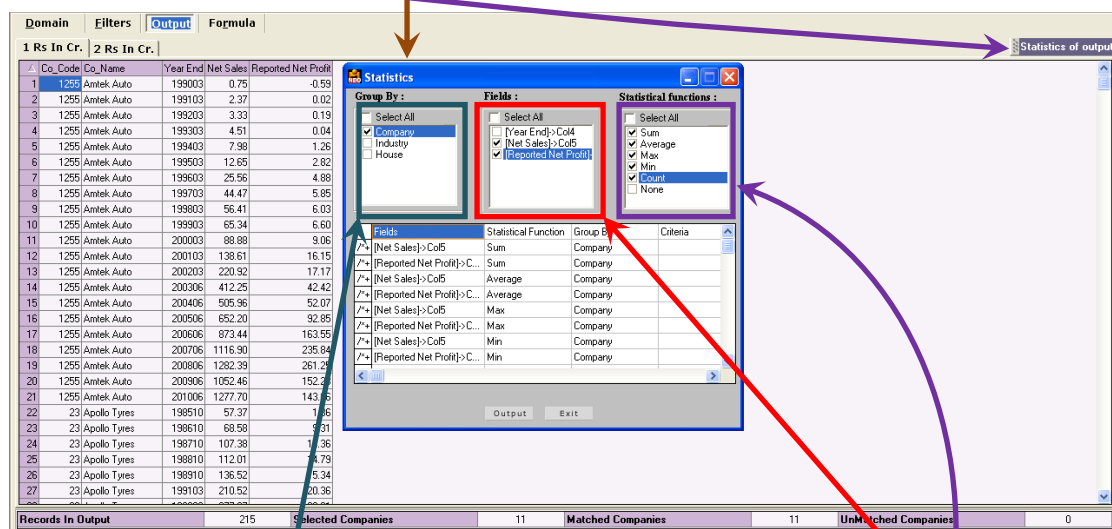 Domain Filters Output Formula
1 Rs In Cr. 2 Rs In Cr.
Statistics of output
Co_Code Co_Name Year End Net Sales Reported Net Profit
1 1255 Amtek Auto 199003 0.75 -0.59
2 1255 Amtek Auto 199103 2.37 0.02
3 1255 Amtek Auto 199203 3.33 0.19
4 1255 Amtek Auto 199303 4.51 0.04
5 1255 Amtek Auto 199403 7.98 1.26
6 1255 Amtek Auto 199503 12.65 2.82
7 1255 Amtek Auto 199603 25.56 4.88
8 1255 Amtek Auto 199703 44.47 5.85
9 1255 Amtek Auto 199803 56.41 6.03
10 1255 Amtek Auto 199903 65.34 6.60
11 1255 Amtek Auto 200003 88.88 9.06
12 1255 Amtek Auto 200103 138.61 16.15
13 1255 Amtek Auto 200203 220.92 17.17
14 1255 Amtek Auto 200306 412.25 42.42
15 1255 Amtek Auto 200406 505.96 52.07
16 1255 Amtek Auto 200506 652.20 92.85
17 1255 Amtek Auto 200606 873.44 163.55
18 1255 Amtek Auto 200706 1116.90 235.84
19 1255 Amtek Auto 200806 1282.39 261.25
20 1255 Amtek Auto 200906 1052.46
21 1255 Amtek Auto 201006 1277.70
22 23 Apollo Tyres 198510 57.37
23 23 Apollo Tyres 198610 68.58
24 23 Apollo Tyres 198710 107.38
25 23 Apollo Tyres 198810 112.01
26 23 Apollo Tyres 198910 136.52
27 23 Apollo Tyres 199103 210.52 20.36
Statistics
Group By : Fields : Statistical functions :
Select All Select All Select All
Company [Year End]->Col4 Sum
Industry [Net Sales]->Col5 Average
House [Reported Net Profit]- Max
Min
Count
None
Fields Statistical Function Group B Criteria
/*+ [Net Sales]->Col5 Sum Company
/*+ [Reported Net Profit]->C... Sum Company
/*+ [Net Sales]->Col5 Average Company
/*+ [Reported Net Profit]->C... Average Company
/*+ [Net Sales]->Col5 Max Company
/*+ [Reported Net Profit]->C... Max Company
/*+ [Net Sales]->Col5 Min Company
/*+ [Reported Net Profit]->C... Min Company
Output Exit
Records In Output 215 Selected Companies 11 Matched Companies 11 UnMatched Companies 0